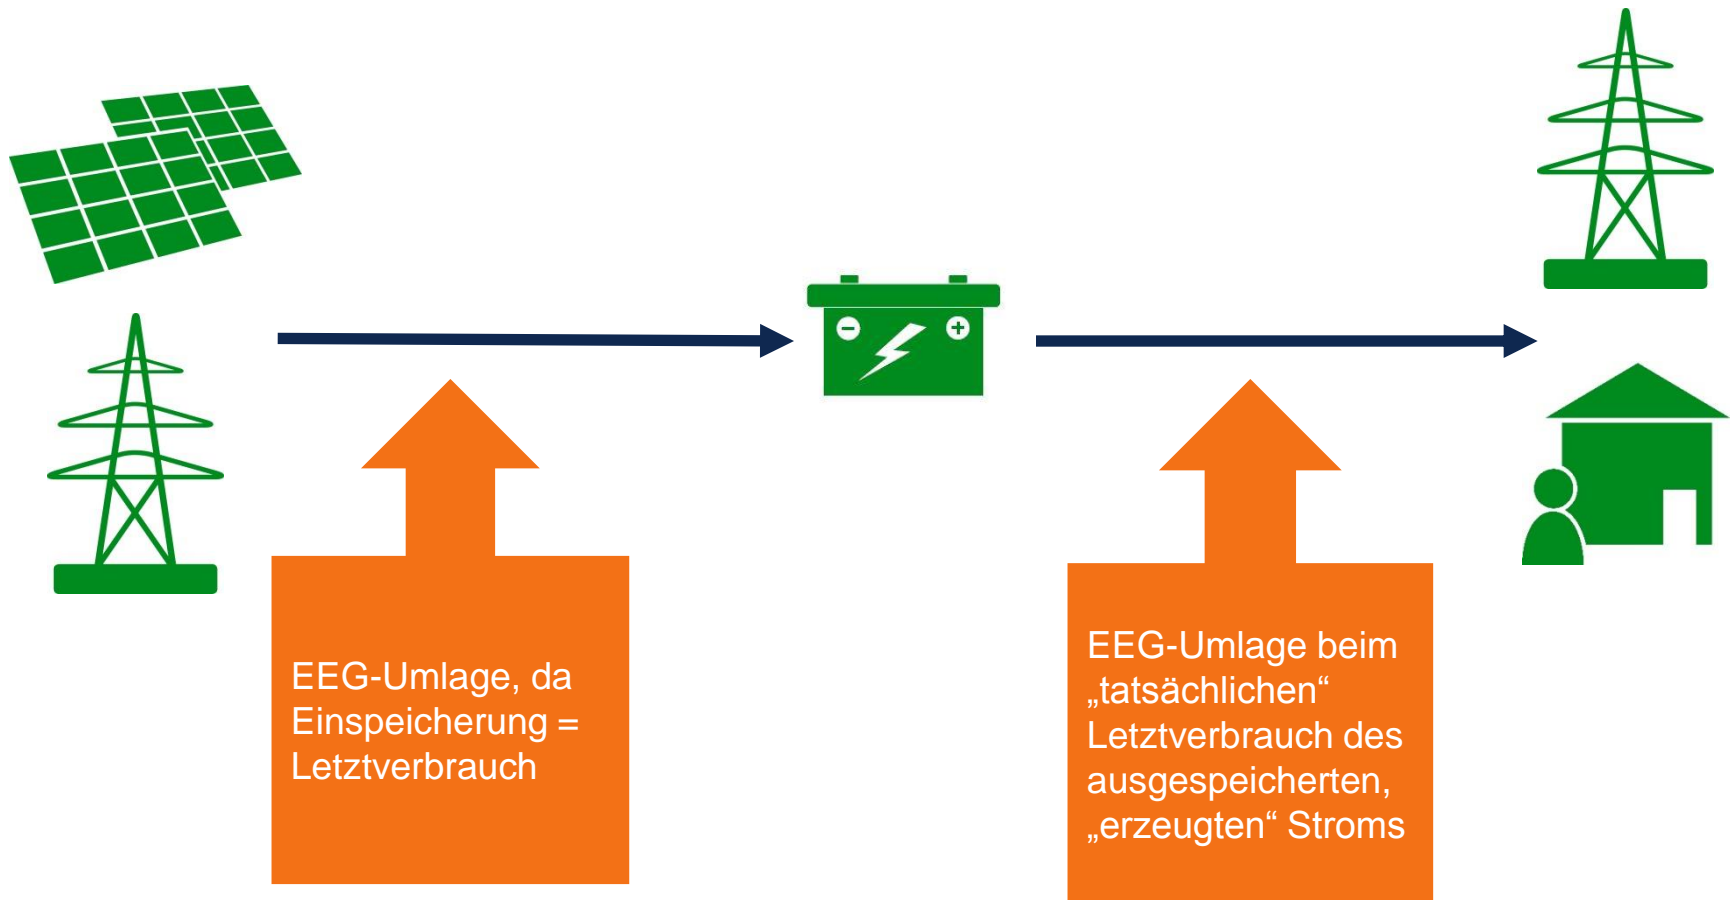 EEG-Umlage, da
Einspeicherung =
Letztverbrauch
EEG-Umlage beim
„tatsächlichen“
Letztverbrauch des
ausgespeicherten,
„erzeugten“ Stroms